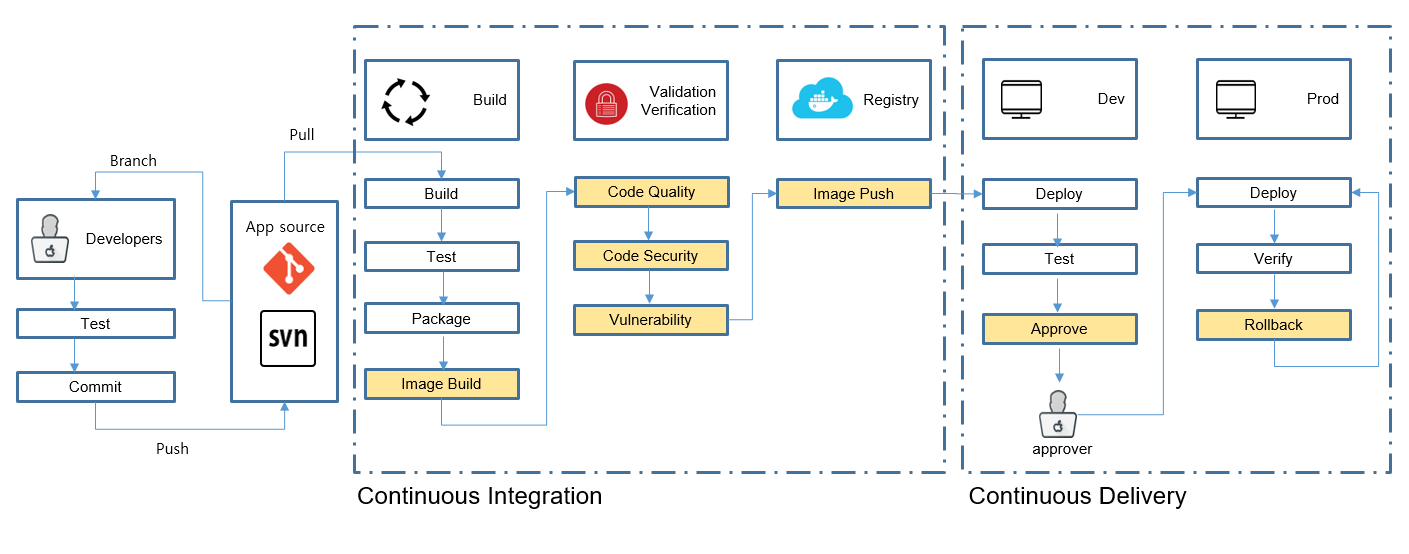 Branch
Developers
Test
Commit
Push
App source
svn
Pull
Build
Build
Test
Package
Image Build
Validation
Verification
Code Quality
Code Security
Vulnerability
Registry
Image Push
Continuous Integration
Dev
Deploy
Test
Approve
approver
Prod
Deploy
Verify
Rollback
Continuous Delivery